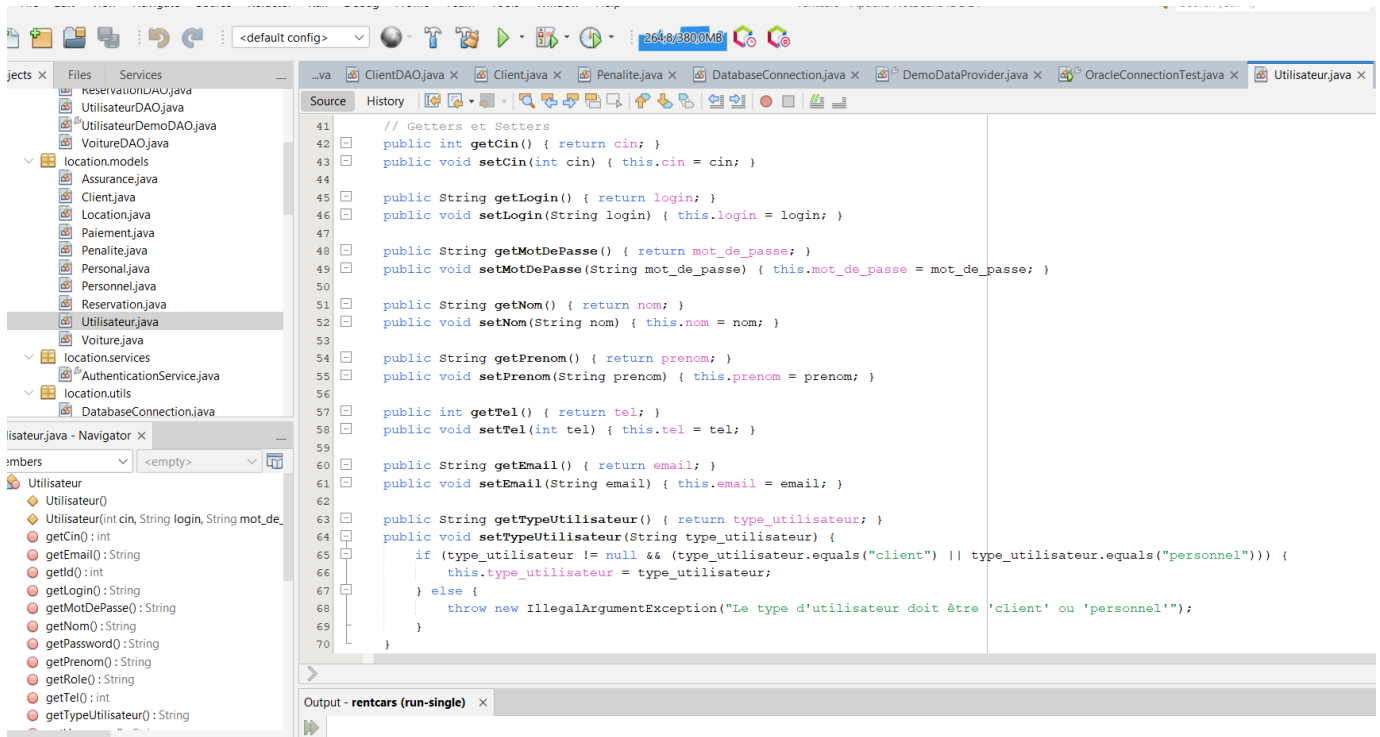 <default config>
264,8/380,0MB
jects × Files Services
...va ClientDAO.java × Client.java × Penalite.java × DatabaseConnection.java × DemoDataProvider.java × OracleConnectionTest.java × Utilisateur.java ×
ReservationDAO.java
UtilisateurDAO.java
UtilisateurDemoDAO.java
VoitureDAO.java
location.models
Assurance.java
Client.java
Location.java
Paiement.java
Penalite.java
Personal.java
Personnel.java
Reservation.java
Utilisateur.java
Voiture.java
location.services
AuthenticationService.java
location.utils
DatabaseConnection.java
lisateur.java - Navigator ×
embers <empty>
Utilisateur
Utilisateur()
Utilisateur(int cin, String login, String mot_de_
getCin() : int
getEmail() : String
getId() : int
getLogin() : String
getMotDePasse() : String
getNom() : String
getPassword() : String
getPrenom() : String
getRole() : String
getTel() : int
getTypeUtilisateur() : String
Source History
41 // Getters et Setters
42 public int getCin() { return cin; }
43 public void setCin(int cin) { this.cin = cin; }
44
45 public String getLogin() { return login; }
46 public void setLogin(String login) { this.login = login; }
47
48 public String getMotDePasse() { return mot_de_passe; }
49 public void setMotDePasse(String mot_de_passe) { this.mot_de_passe = mot_de_passe; }
50
51 public String getNom() { return nom; }
52 public void setNom(String nom) { this.nom = nom; }
53
54 public String getPrenom() { return prenom; }
55 public void setPrenom(String prenom) { this.prenom = prenom; }
56
57 public int getTel() { return tel; }
58 public void setTel(int tel) { this.tel = tel; }
59
60 public String getEmail() { return email; }
61 public void setEmail(String email) { this.email = email; }
62
63 public String getTypeUtilisateur() { return type_utilisateur; }
64 public void setTypeUtilisateur(String type_utilisateur) {
65 if (type_utilisateur != null && (type_utilisateur.equals("client") || type_utilisateur.equals("personnel"))) {
66 this.type_utilisateur = type_utilisateur;
67 } else {
68 throw new IllegalArgumentException("Le type d'utilisateur doit être 'client' ou 'personnel'");
69 }
70 }
Output - rentcars (run-single) ×